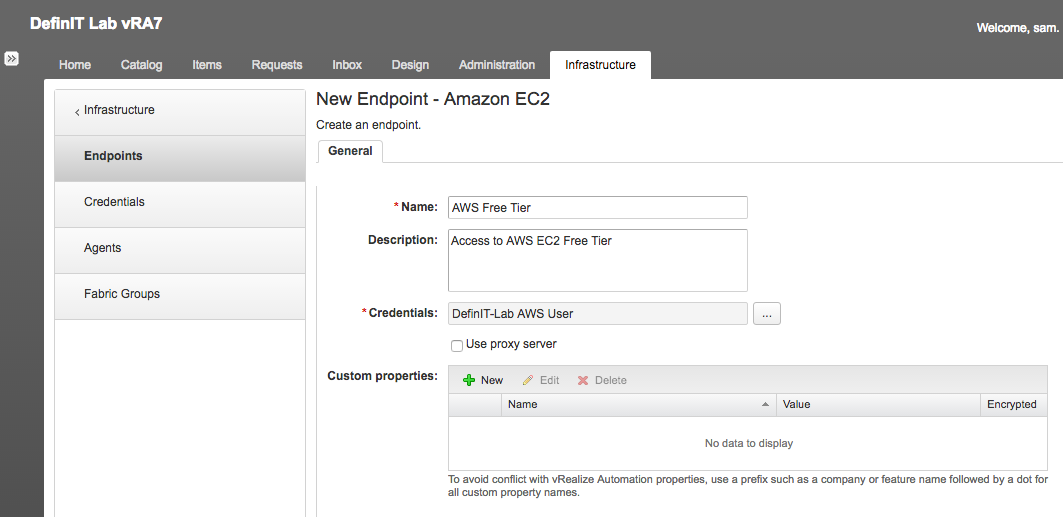 DefinIT Lab vRA7
Welcome, sam.
Home Catalog Items Requests Inbox Design Administration Infrastructure
< Infrastructure
Endpoints
Credentials
Agents
Fabric Groups
New Endpoint - Amazon EC2
Create an endpoint.
General
* Name: AWS Free Tier
Description: Access to AWS EC2 Free Tier
* Credentials: DefinIT-Lab AWS User ...
Use proxy server
Custom properties: New Edit Delete
Name Value Encrypted
No data to display
To avoid conflict with vRealize Automation properties, use a prefix such as a company or feature name followed by a dot for
all custom property names.